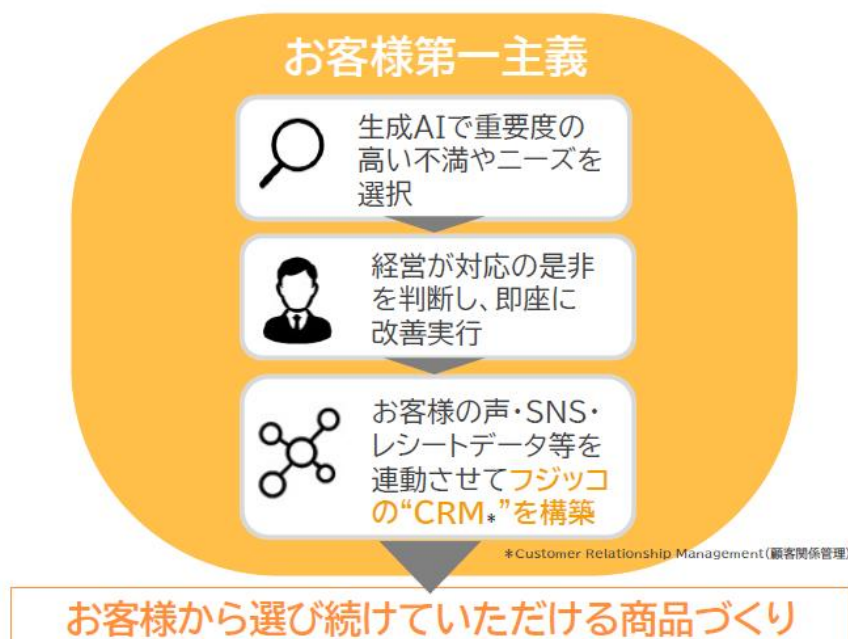 お客様第一主義
生成AIで重要度の
高い不満やニーズを
選択
経営が対応の是非
を判断し、即座に
改善実行
お客様の声・SNS・
レシートデータ等を
連動させてフジッコ
の“CRM*”を構築
*Customer Relationship Management(顧客関係管理)
お客様から選び続けていただける商品づくり